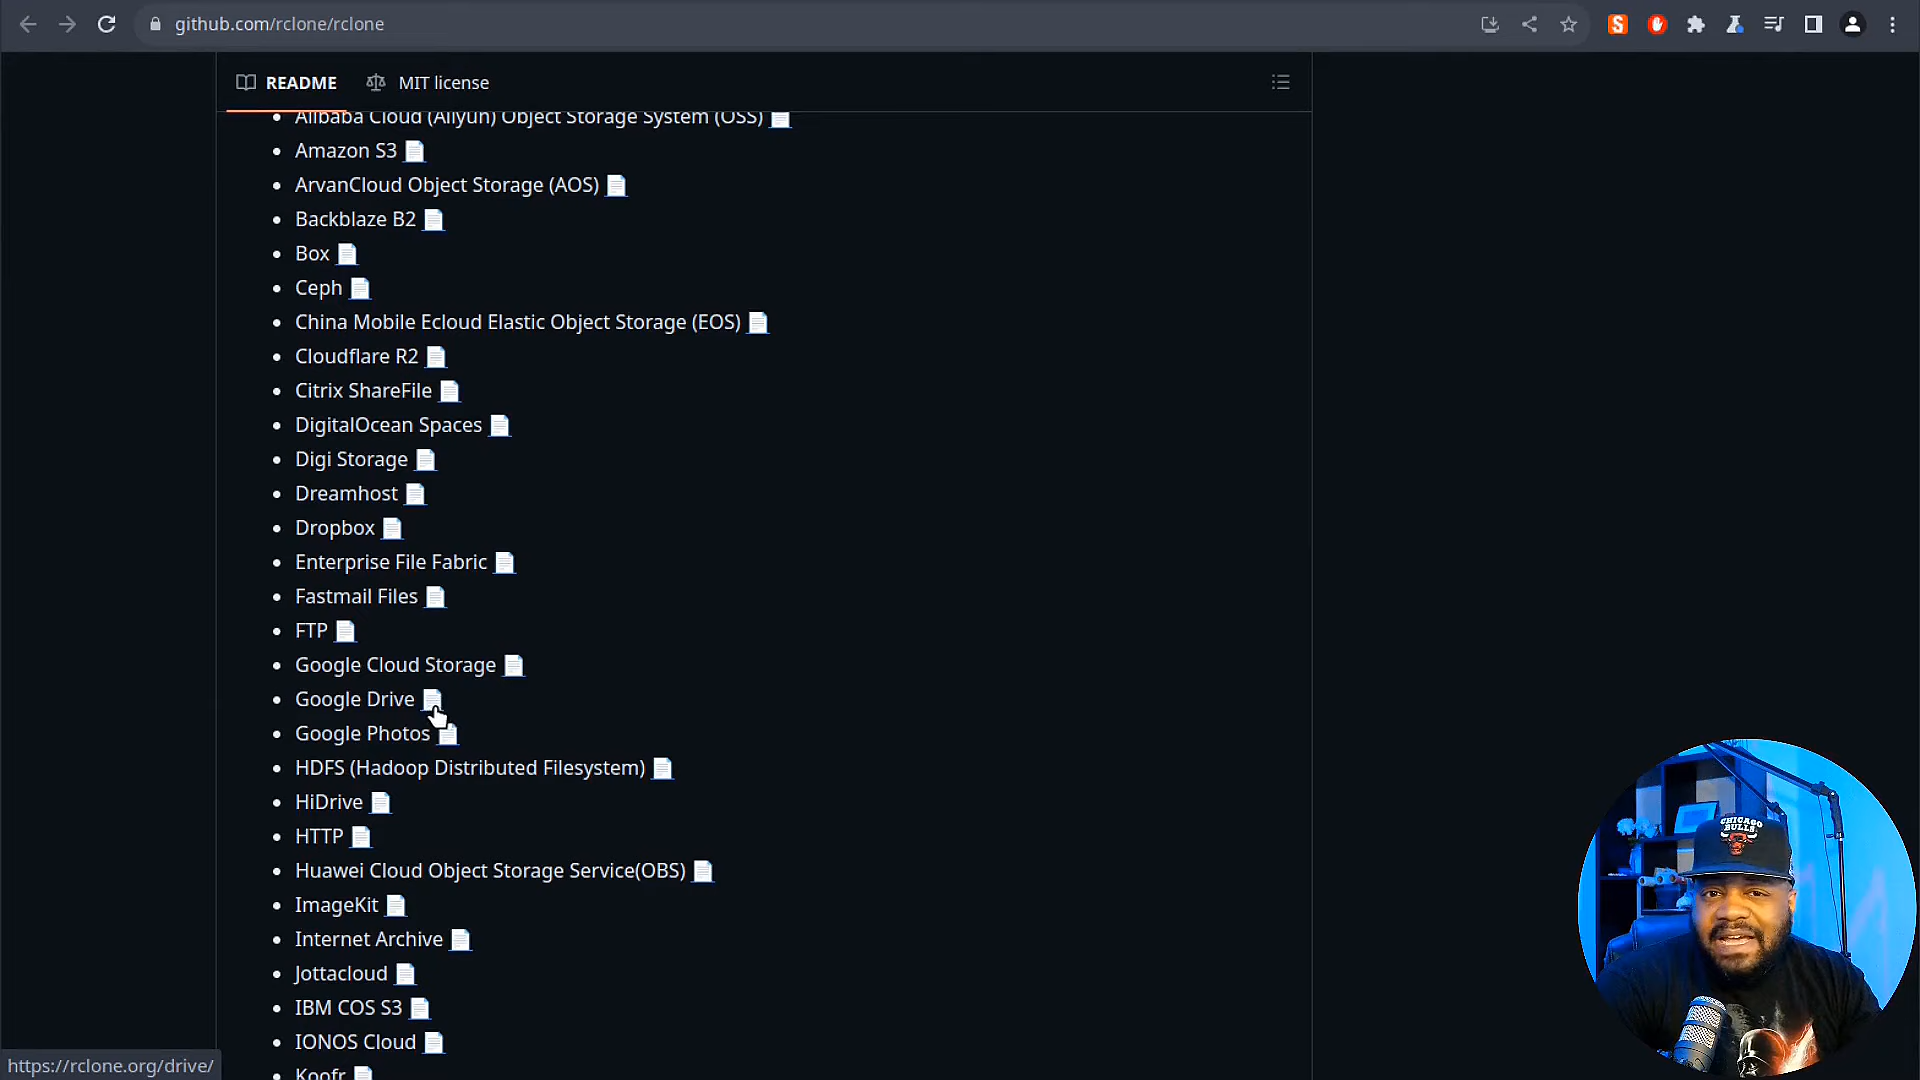 github.com/rclone/rclone
README
MIT license
Alibaba Cloud (Aliyun) Object Storage System (OSS)
Amazon S3
ArvanCloud Object Storage (AOS)
Backblaze B2
Box
Ceph
China Mobile Ecloud Elastic Object Storage (EOS)
Cloudflare R2
Citrix ShareFile
DigitalOcean Spaces
Digi Storage
Dreamhost
Dropbox
Enterprise File Fabric
Fastmail Files
FTP
Google Cloud Storage
Google Drive
Google Photos
HDFS (Hadoop Distributed Filesystem)
HiDrive
HTTP
Huawei Cloud Object Storage Service(OBS)
ImageKit
Internet Archive
Jottacloud
IBM COS S3
IONOS Cloud
Koofr
https://rclone.org/drive/
CHICAGO
BULLS